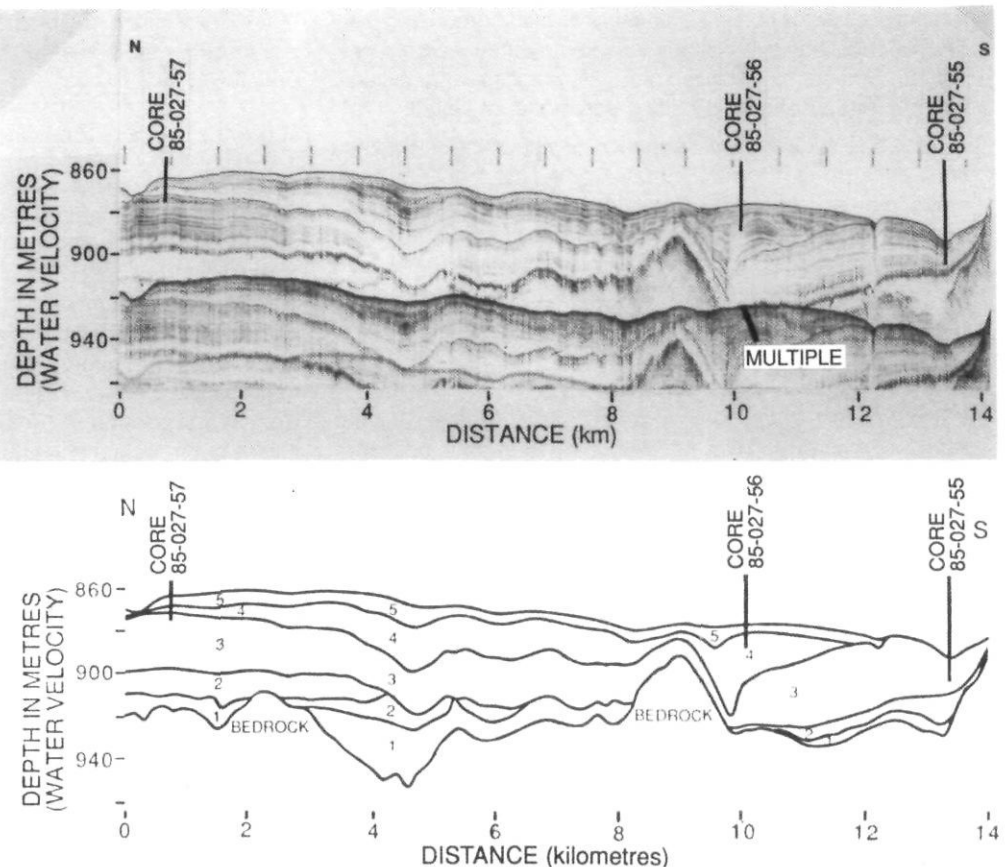 N
S
CORE
85-027-57
CORE
85-027-56
CORE
85-027-55
DEPTH IN METRES
(WATER VELOCITY)
860
900
940
MULTIPLE
0 2 4 6 8 10 12 14
DISTANCE (km)
N
S
CORE
85-027-57
CORE
85-027-56
CORE
85-027-55
DEPTH IN METRES
(WATER VELOCITY)
860
900
940
5
4
3
2
1
BEDROCK
5
4
3
2
1
BEDROCK
5
4
3
2
1
0 2 4 6 8 10 12 14
DISTANCE (kilometres)